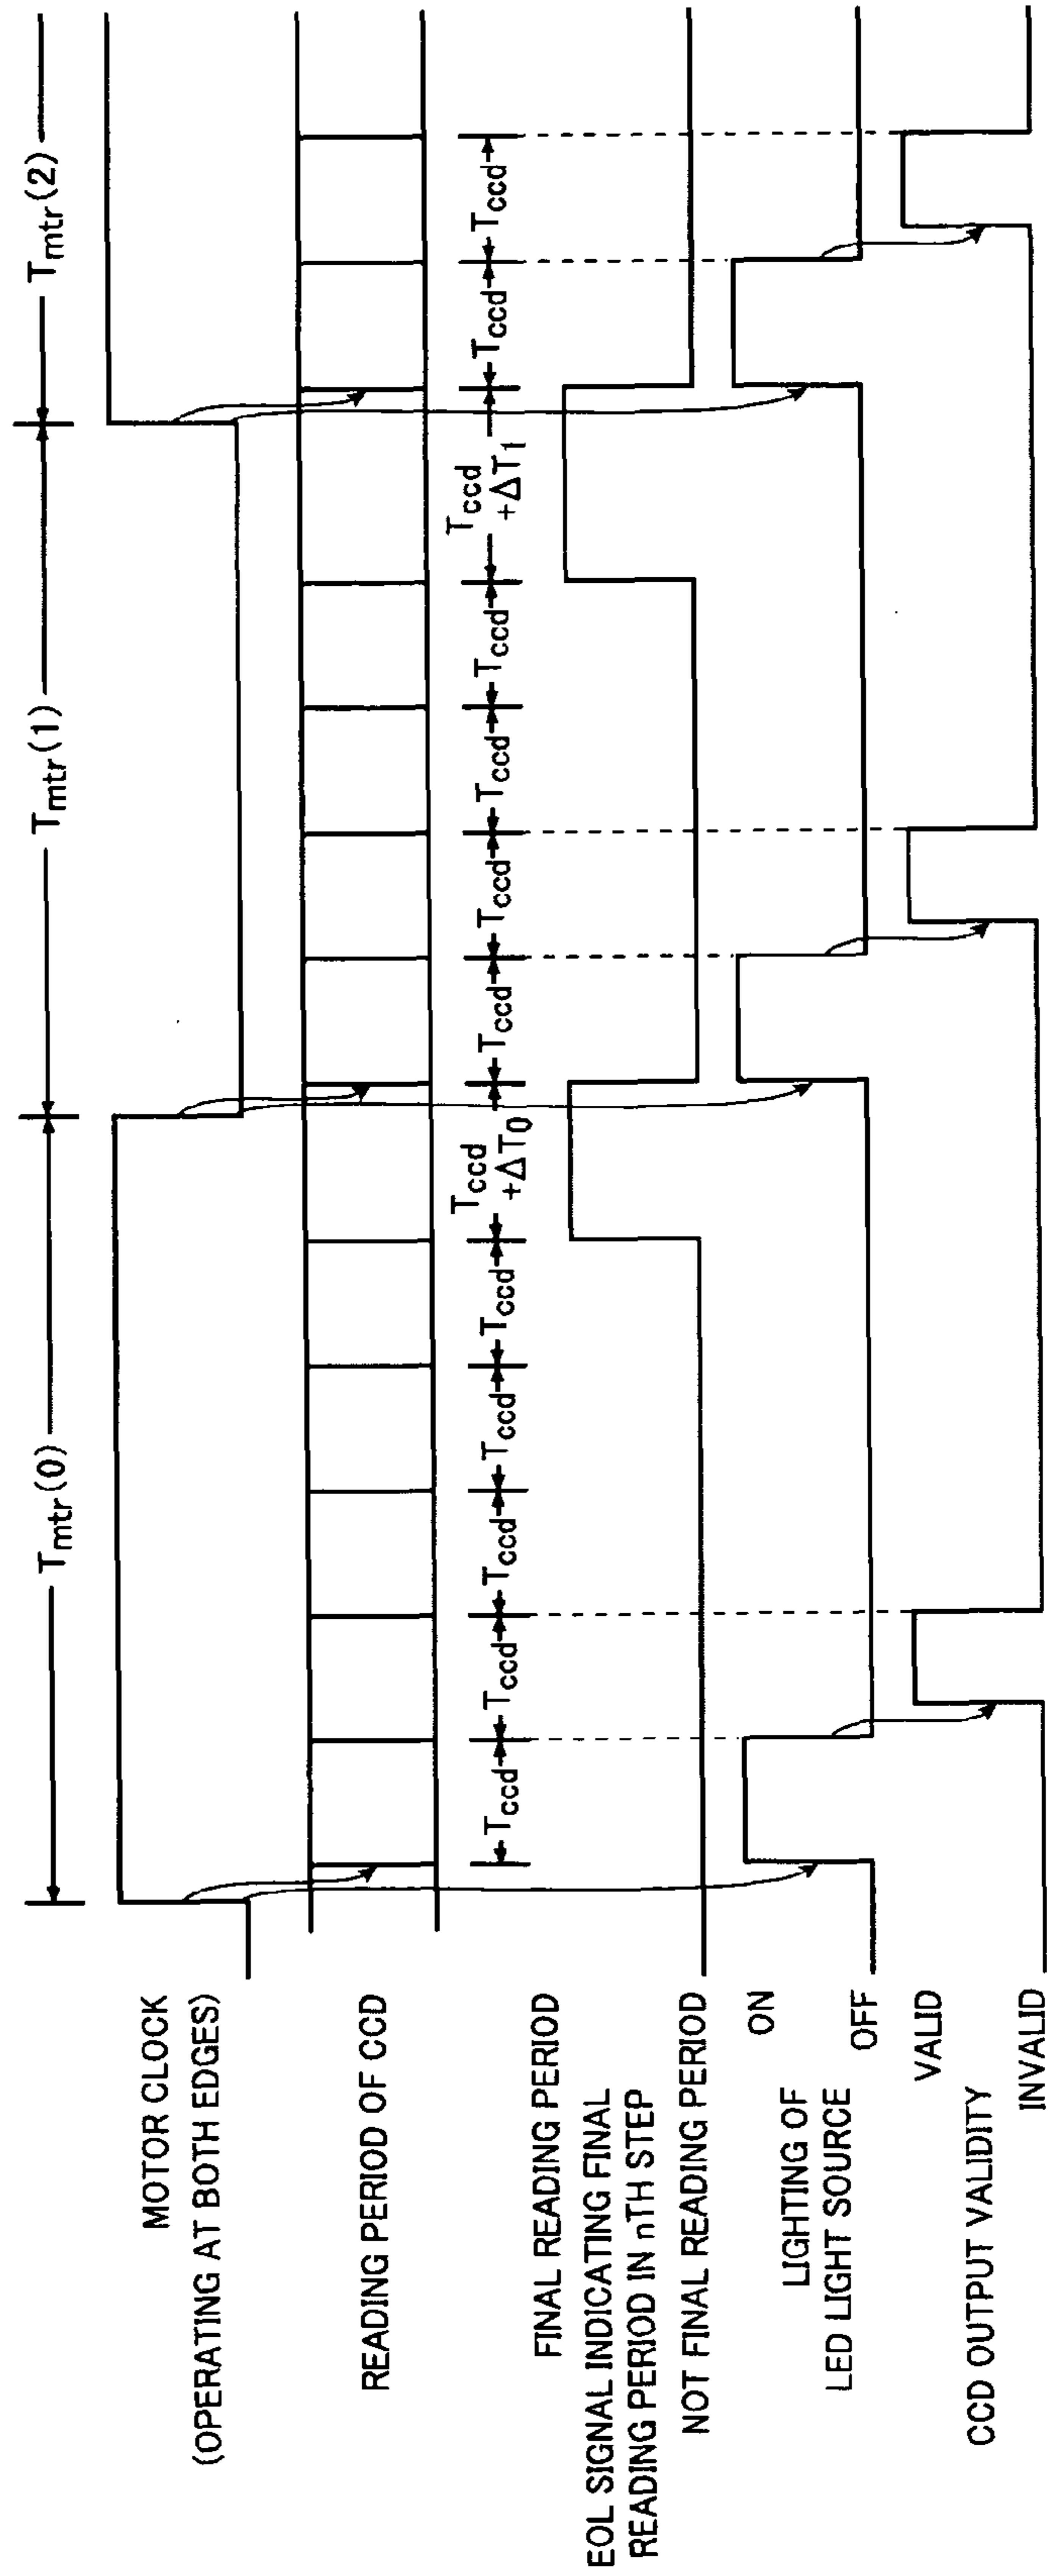 Tmtr(0) Tmtr(1) Tmtr(2)
MOTOR CLOCK
(OPERATING AT BOTH EDGES)
READING PERIOD OF CCD
Tccd Tccd Tccd Tccd Tccd Tccd +ΔT0 Tccd Tccd Tccd Tccd Tccd +ΔT1 Tccd Tccd
FINAL READING PERIOD
EOL SIGNAL INDICATING FINAL
READING PERIOD IN nTH STEP
NOT FINAL READING PERIOD
ON
LIGHTING OF
LED LIGHT SOURCE
OFF
VALID
CCD OUTPUT VALIDITY
INVALID